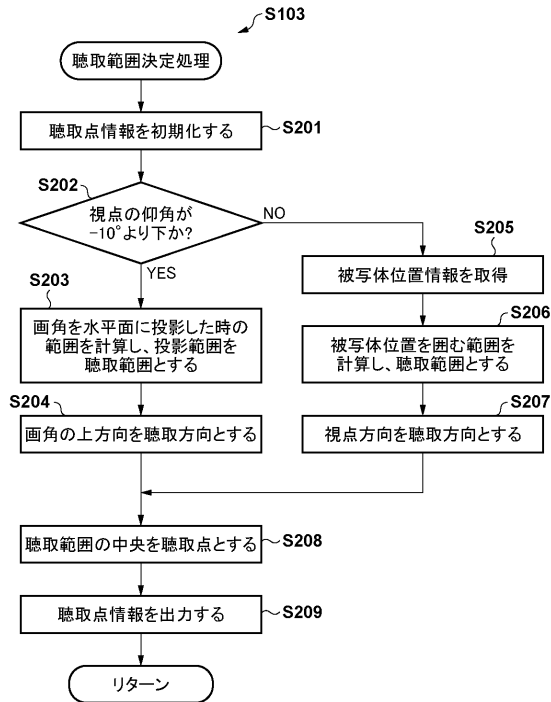 S103
聴取範囲決定処理
聴取点情報を初期化する
S201
S202
視点の仰角が
-10°より下か?
NO
YES
S203
画角を水平面に投影した時の
範囲を計算し、投影範囲を
聴取範囲とする
S204
画角の上方向を聴取方向とする
S205
被写体位置情報を取得
S206
被写体位置を囲む範囲を
計算し、聴取範囲とする
S207
視点方向を聴取方向とする
聴取範囲の中央を聴取点とする
S208
聴取点情報を出力する
S209
リターン